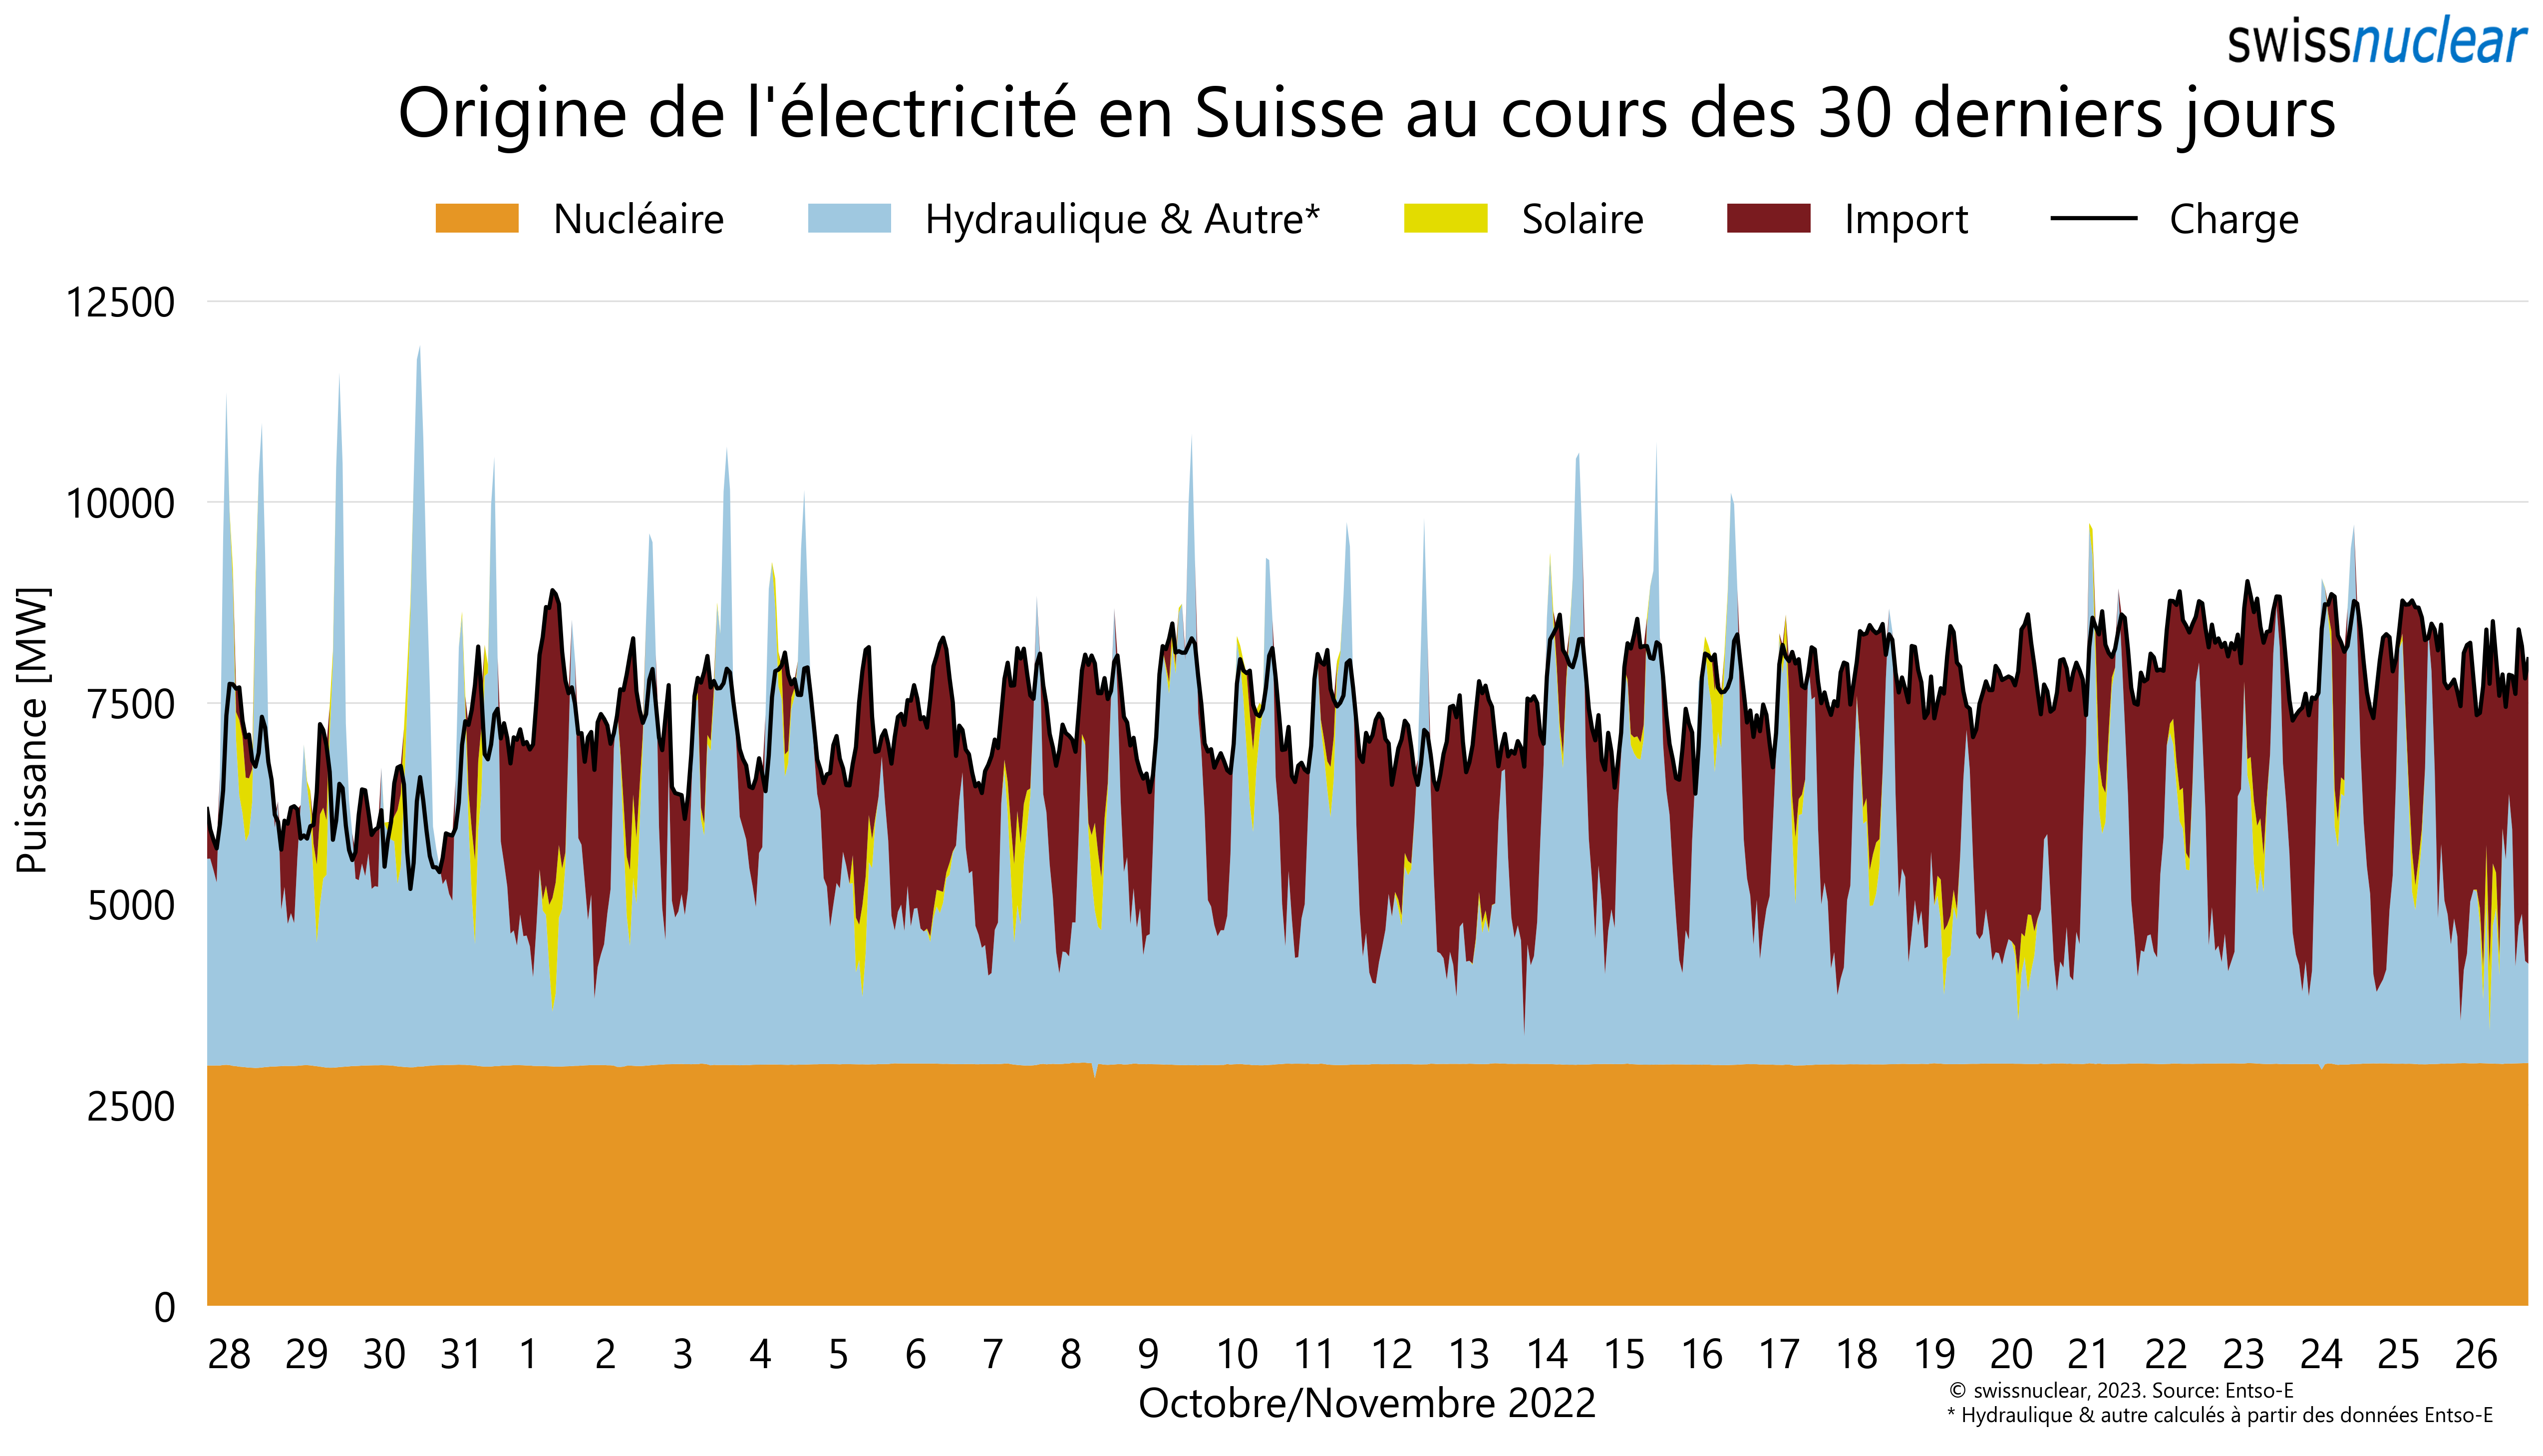 swissnuclear
Origine de l'électricité en Suisse au cours des 30 derniers jours
Nucléaire Hydraulique & Autre* Solaire Import Charge
12500
10000
7500
5000
2500
0
Puissance [MW]
28 29 30 31 1 2 3 4 5 6 7 8 9 10 11 12 13 14 15 16 17 18 19 20 21 22 23 24 25 26
Octobre/Novembre 2022
© swissnuclear, 2023. Source: Entso-E
* Hydraulique & autre calculés à partir des données Entso-E